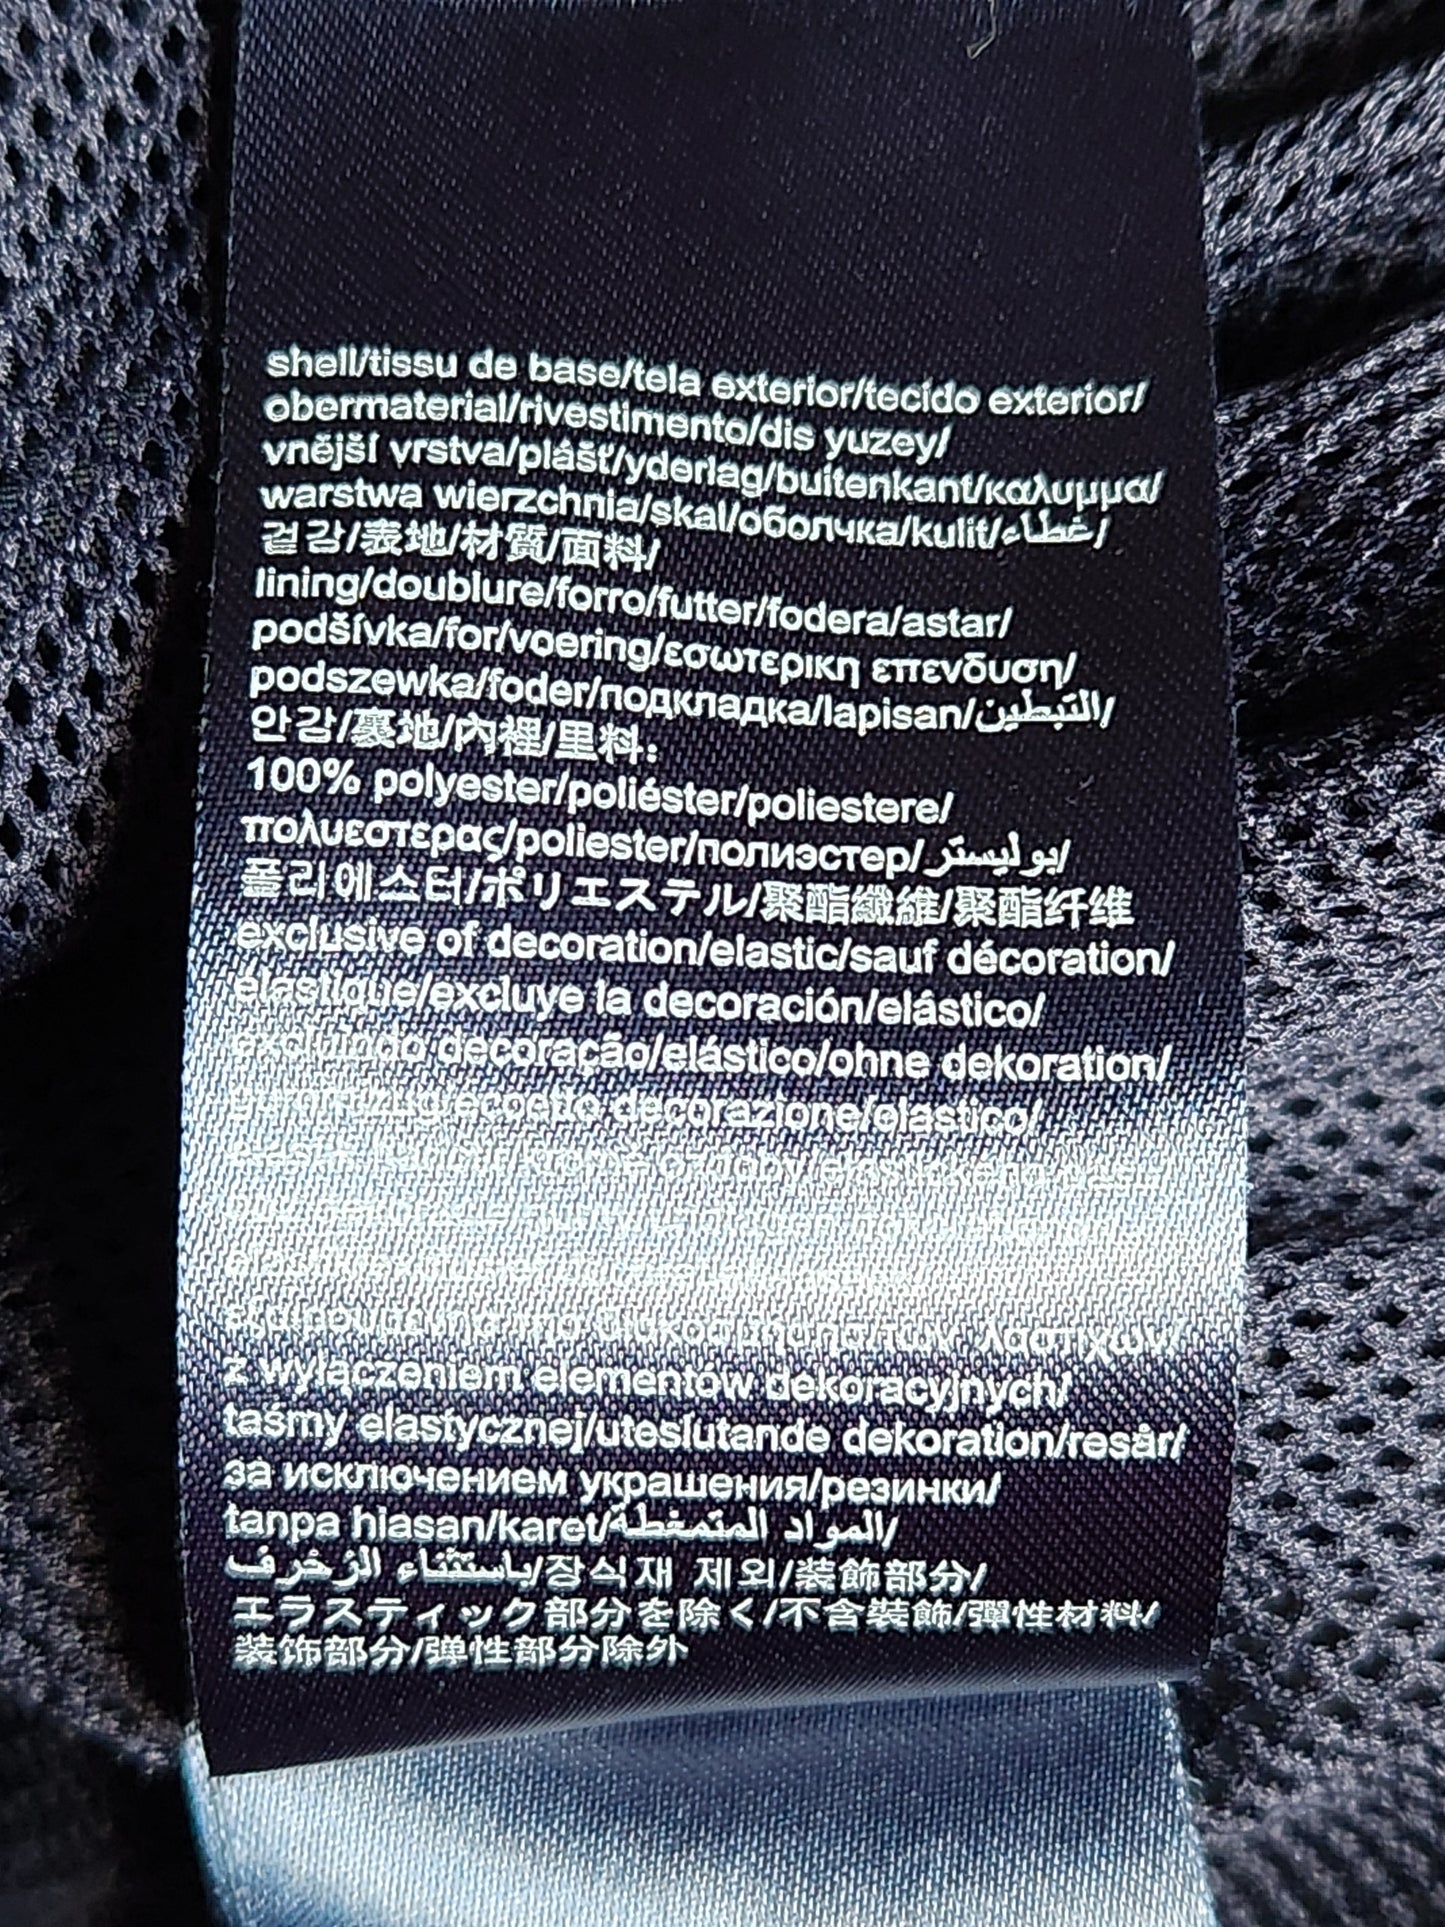 shell/tissu de base/tela exterior/tecido exterior/
obermaterial/rivestimento/dis yuzey/
vnější vrstva/plášť/yderlag/buitenkant/καλυμμα/
warstwa wierzchnia/skal/оболчка/kulit/غطاء/
겉감/表地/材質/面料/
lining/doublure/forro/futter/fodera/astar/
podšívka/for/voering/εσωτερικη επενδυση/
podszewka/foder/подкладка/lapisan/التبطين/
안감/裏地/內裡/里料:
100% polyester/poliéster/poliestere/
πολυεστερας/poliester/полиэстер/بوليستر/
폴리에스터/ポリエステル/聚酯纖維/聚酯纤维
exclusive of decoration/elastic/sauf décoration/
élastique/excluye la decoración/elástico/
excluindo decoração/elástico/ohne dekoration/
decorazione/elastico/
λαστιχων/
z wyłączeniem elementów dekoracyjnych/
taśmy elastycznej/uteslutande dekoration/resår/
за исключением украшения/резинки/
tanpa hiasan/karet/المواد المتمغطة/
باستثناء الزخرف/장식재 제외/装飾部分/
エラスティック部分を除く/不含裝飾/彈性材料/
装饰部分/弹性部分除外